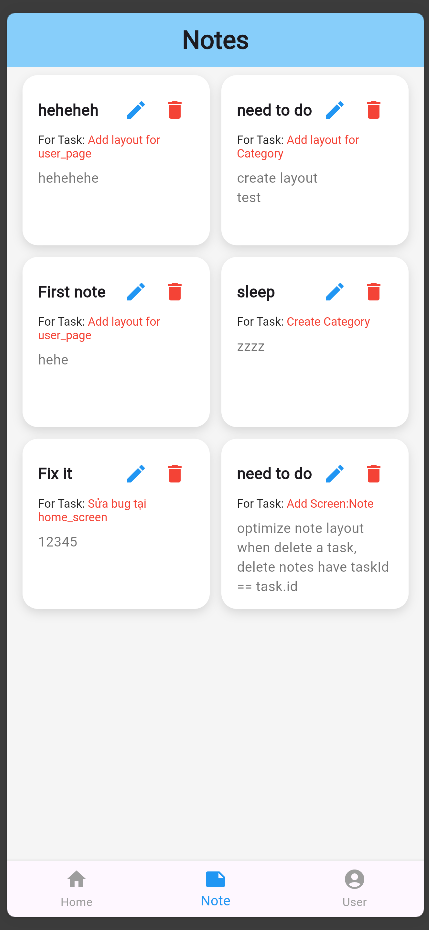 Notes
heheheh
For Task: Add layout for
user_page
hehehehe
need to do
For Task: Add layout for
Category
create layout
test
First note
For Task: Add layout for
user_page
hehe
sleep
For Task: Create Category
zzzz
Fix it
For Task: Sửa bug tại
home_screen
12345
need to do
For Task: Add Screen:Note
optimize note layout
when delete a task,
delete notes have taskId
== task.id
Home
Note
User